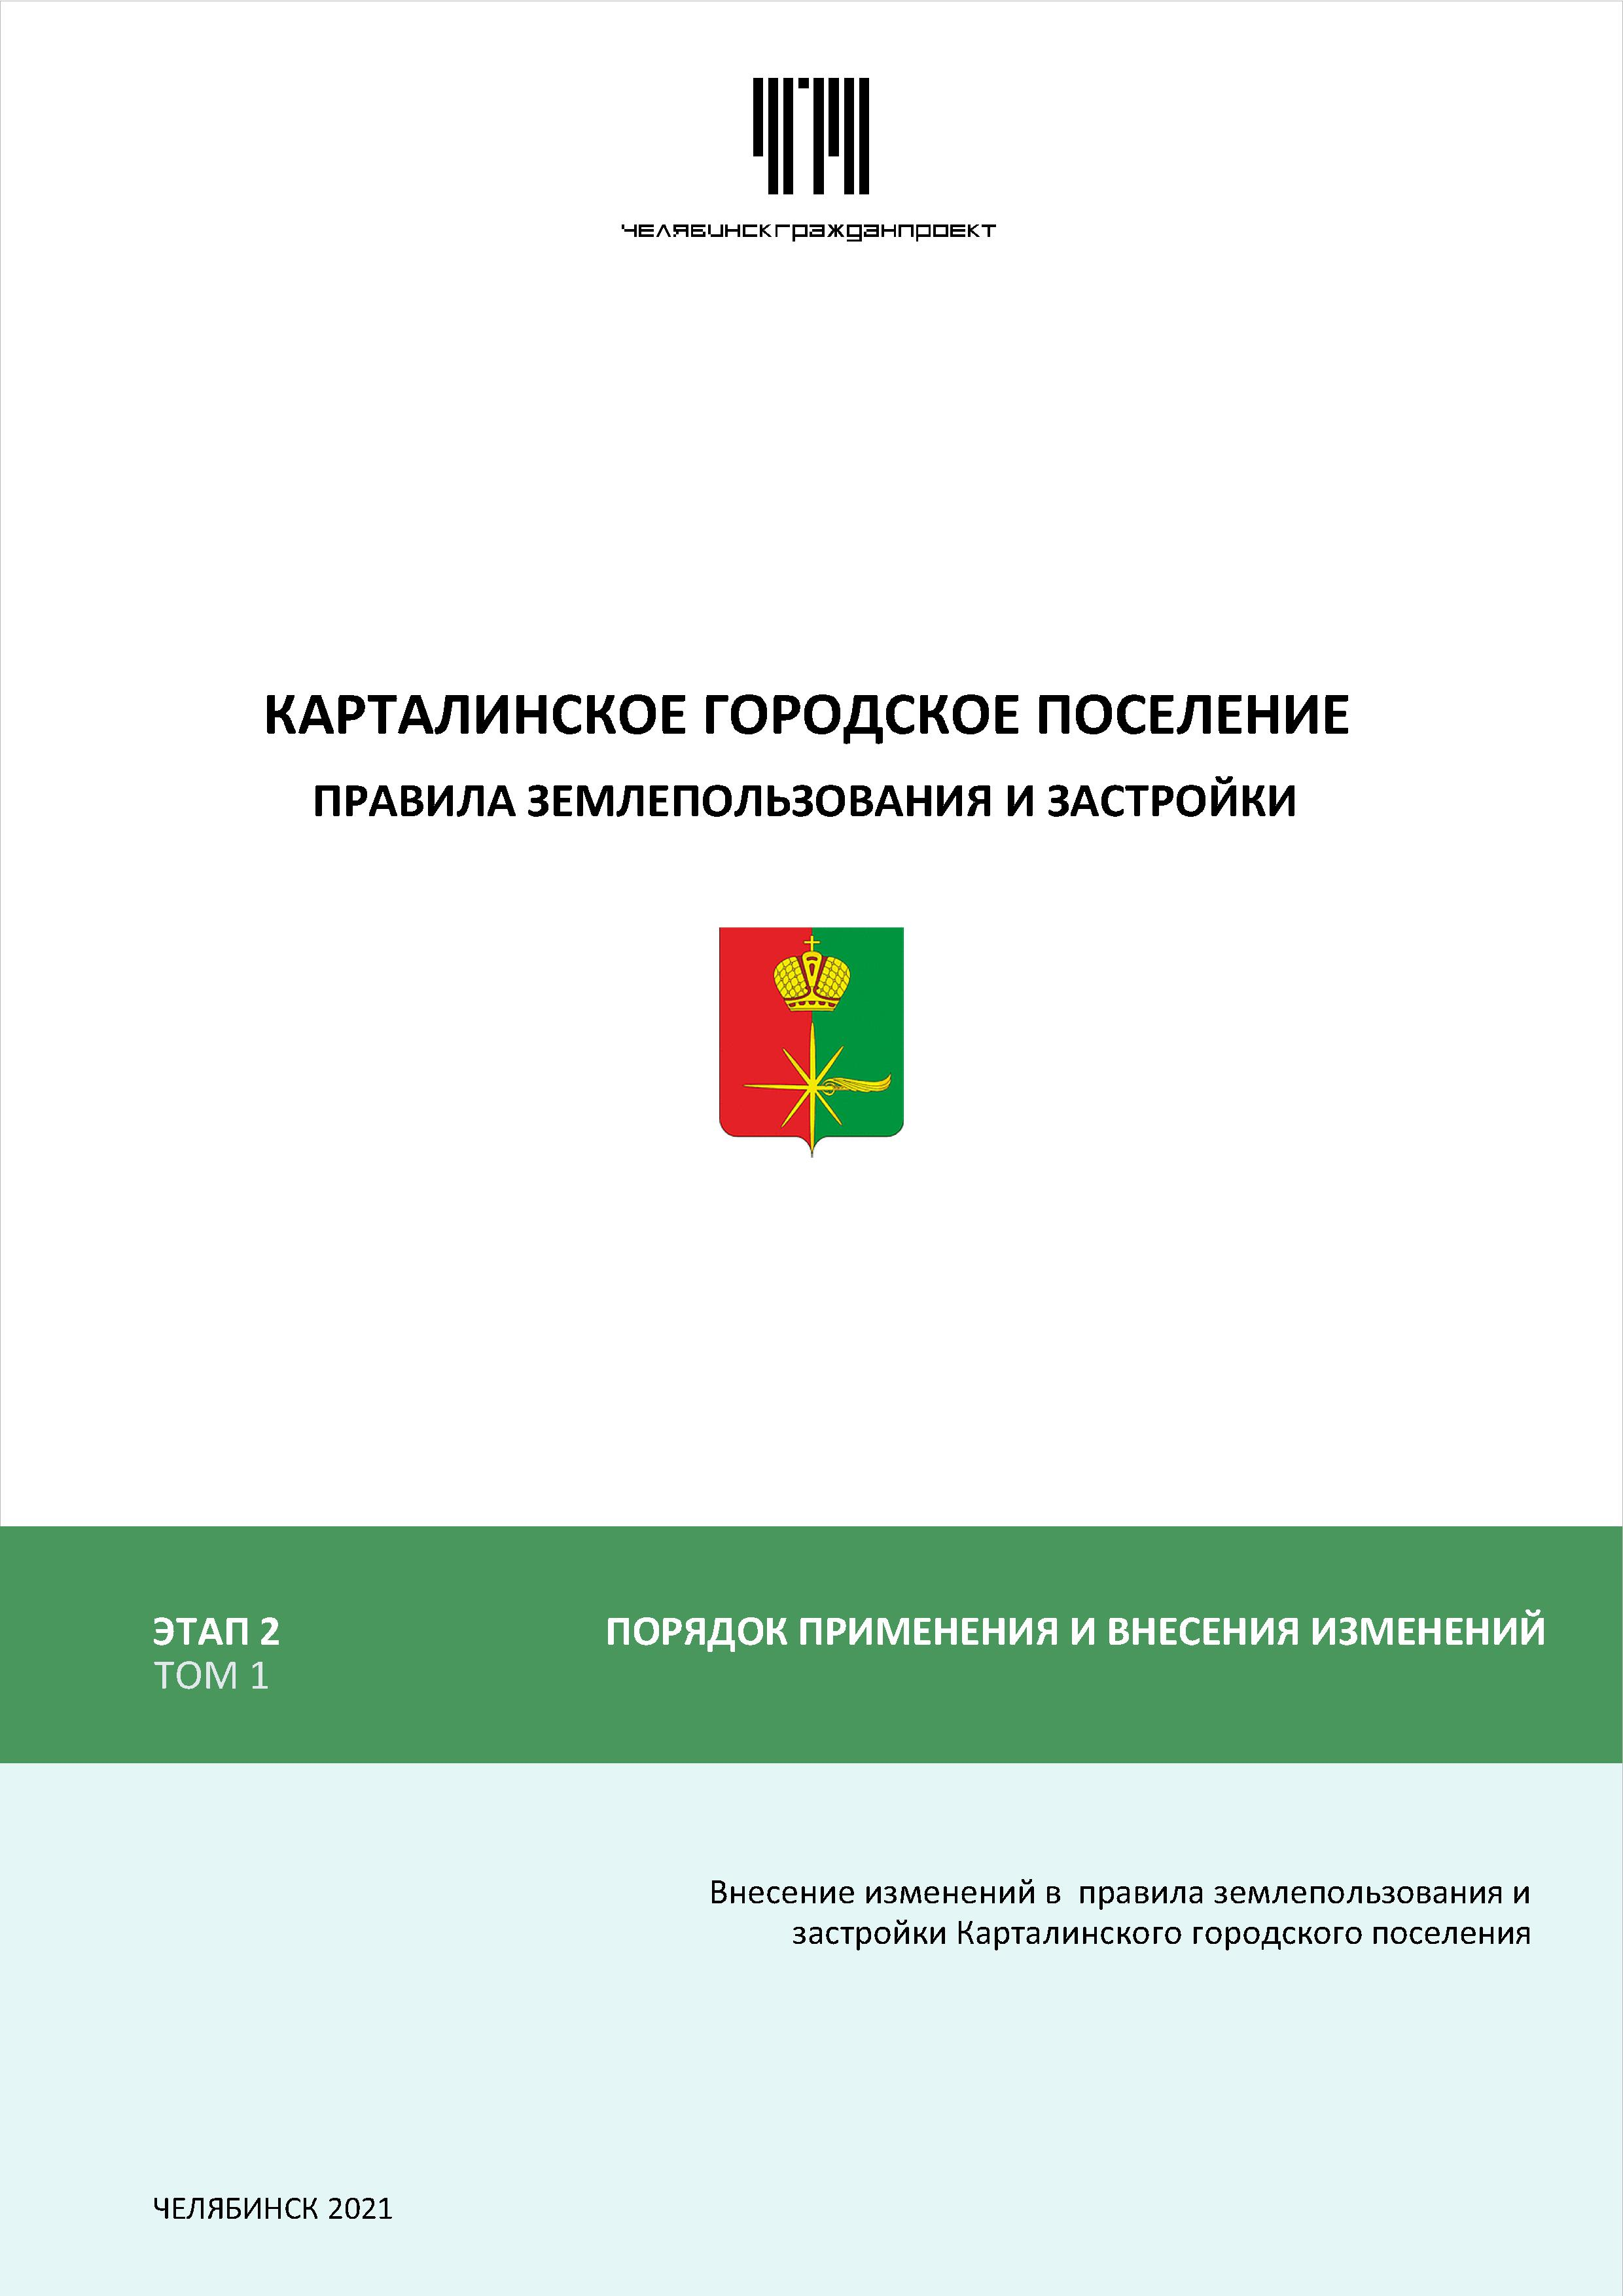 ЧЕЛЯБИНСКГРАЖДАНПРОЕКТ
КАРТАЛИНСКОЕ ГОРОДСКОЕ ПОСЕЛЕНИЕ
ПРАВИЛА ЗЕМЛЕПОЛЬЗОВАНИЯ И ЗАСТРОЙКИ
ЭТАП 2
ТОМ 1
ПОРЯДОК ПРИМЕНЕНИЯ И ВНЕСЕНИЯ ИЗМЕНЕНИЙ
Внесение изменений в правила землепользования и
застройки Карталинского городского поселения
ЧЕЛЯБИНСК 2021